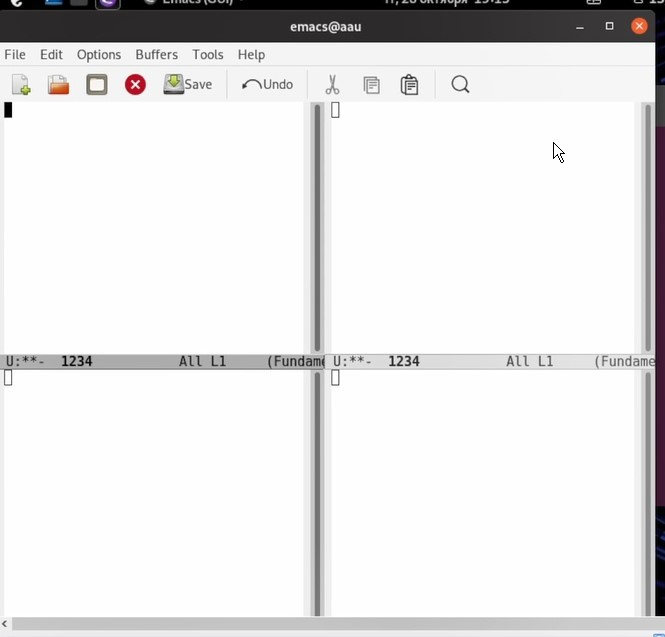 emacs@aau
File Edit Options Buffers Tools Help
Save Undo
U:**- 1234 All L1 (Fundame
U:**- 1234 All L1 (Fundame